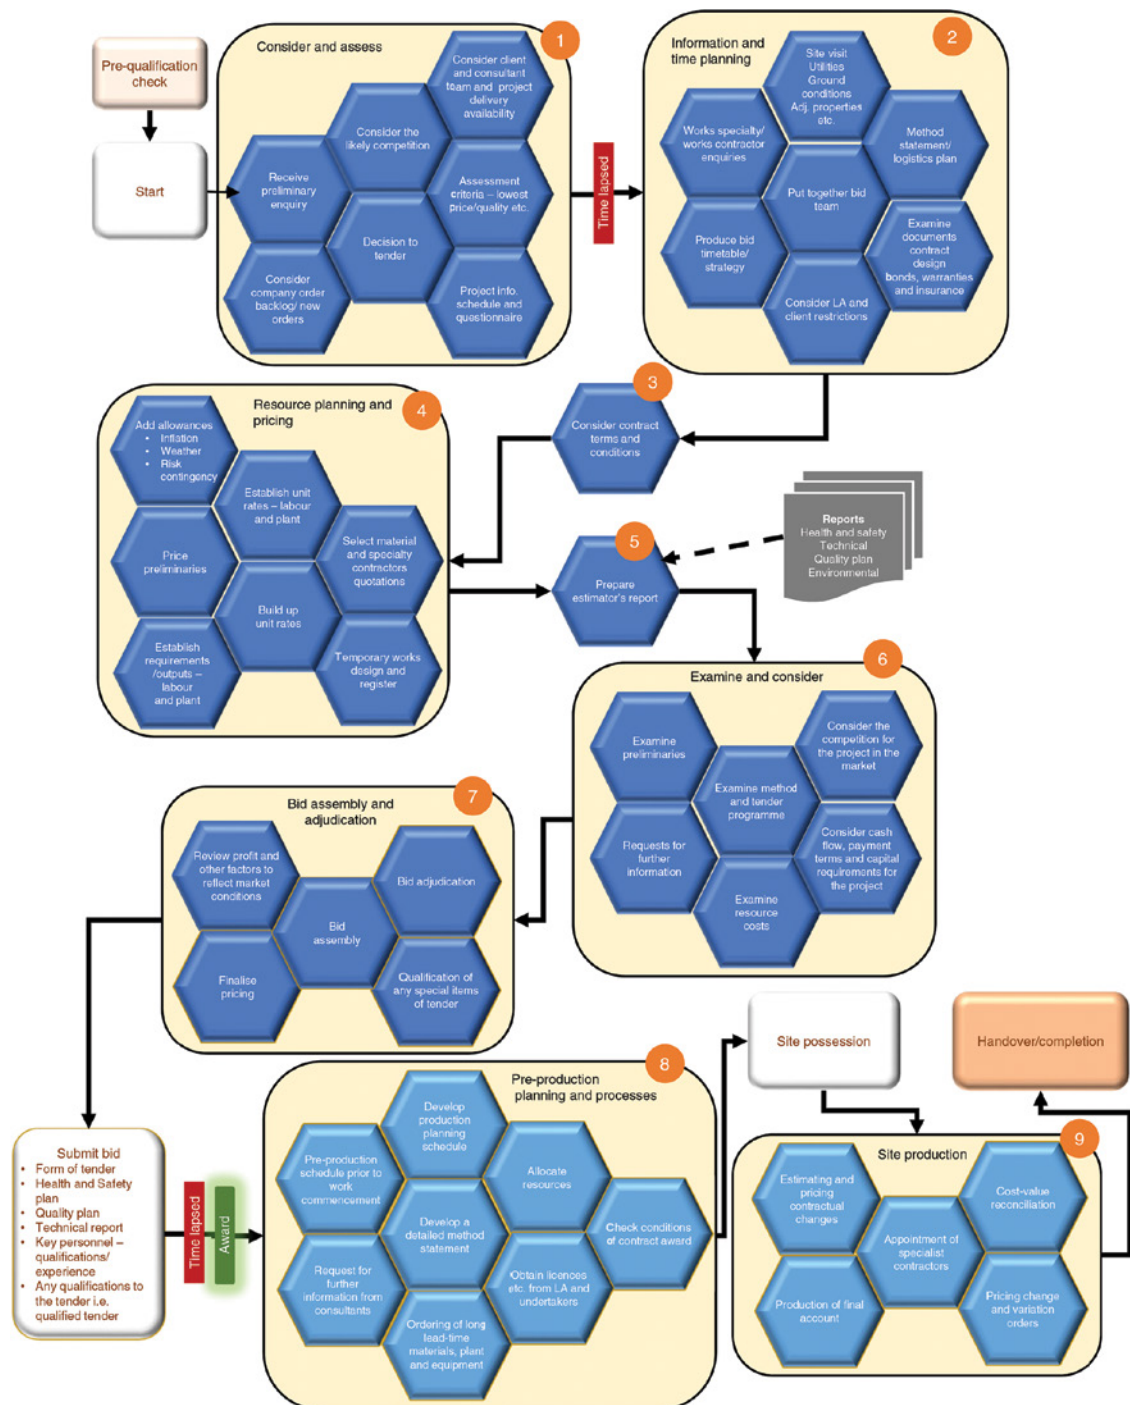 Pre-qualification
check
Start
Consider and assess
1
Consider client
and consultant
team and project
delivery
availability
Consider the
likely competition
Receive
preliminary
enquiry
Assessment
criteria – lowest
price/quality etc.
Decision to
tender
Consider
company order
backlog/ new
orders
Project info.
schedule and
questionnaire
Time lapsed
Information and
time planning
2
Site visit
Utilities
Ground
conditions
Adj. properties
etc.
Works specialty/
works contractor
enquiries
Method
statement/
logistics plan
Put together bid
team
Produce bid
timetable/
strategy
Examine
documents
contract
design
bonds, warranties
and insurance
Consider LA and
client restrictions
3
Consider contract
terms and
conditions
Resource planning and
pricing
4
Add allowances
• Inflation
• Weather
• Risk
contingency
Establish unit
rates – labour
and plant
Select material and
specialty
contractors
quotations
Price
preliminaries
Build up
unit rates
Establish
requirements
/outputs –
labour
and plant
Temporary works
design and
register
5
Prepare
estimator's report
Reports
Health and safety
Technical
Quality plan
Environmental
6
Examine and consider
Examine
preliminaries
Consider the
competition for
the project in the
market
Examine method
and tender
programme
Requests for
further
information
Consider cash
flow, payment
terms and capital
requirements for
the project
Examine
resource
costs
7
Bid assembly and
adjudication
Review profit and
other factors to
reflect market
conditions
Bid adjudication
Bid
assembly
Finalise
pricing
Qualification of
any special items
of tender
Submit bid
• Form of tender
• Health and Safety
plan
• Quality plan
• Technical report
• Key personnel –
qualifications/
experience
• Any qualifications to
the tender i.e.
qualified tender
Time lapsed
Award
8
Pre-production
planning and processes
Develop
production
planning
schedule
Pre-production
schedule prior to
work
commencement
Allocate
resources
Develop a
detailed method
statement
Check conditions
of contract award
Request for
further
information from
consultants
Obtain licences
etc. from LA and
undertakers
Ordering of long
lead-time
materials, plant
and equipment
Site possession
Handover/completion
9
Site production
Estimating and
pricing
contractual
changes
Cost-value
reconciliation
Appointment of
specialist
contractors
Production of final
account
Pricing change
and variation
orders